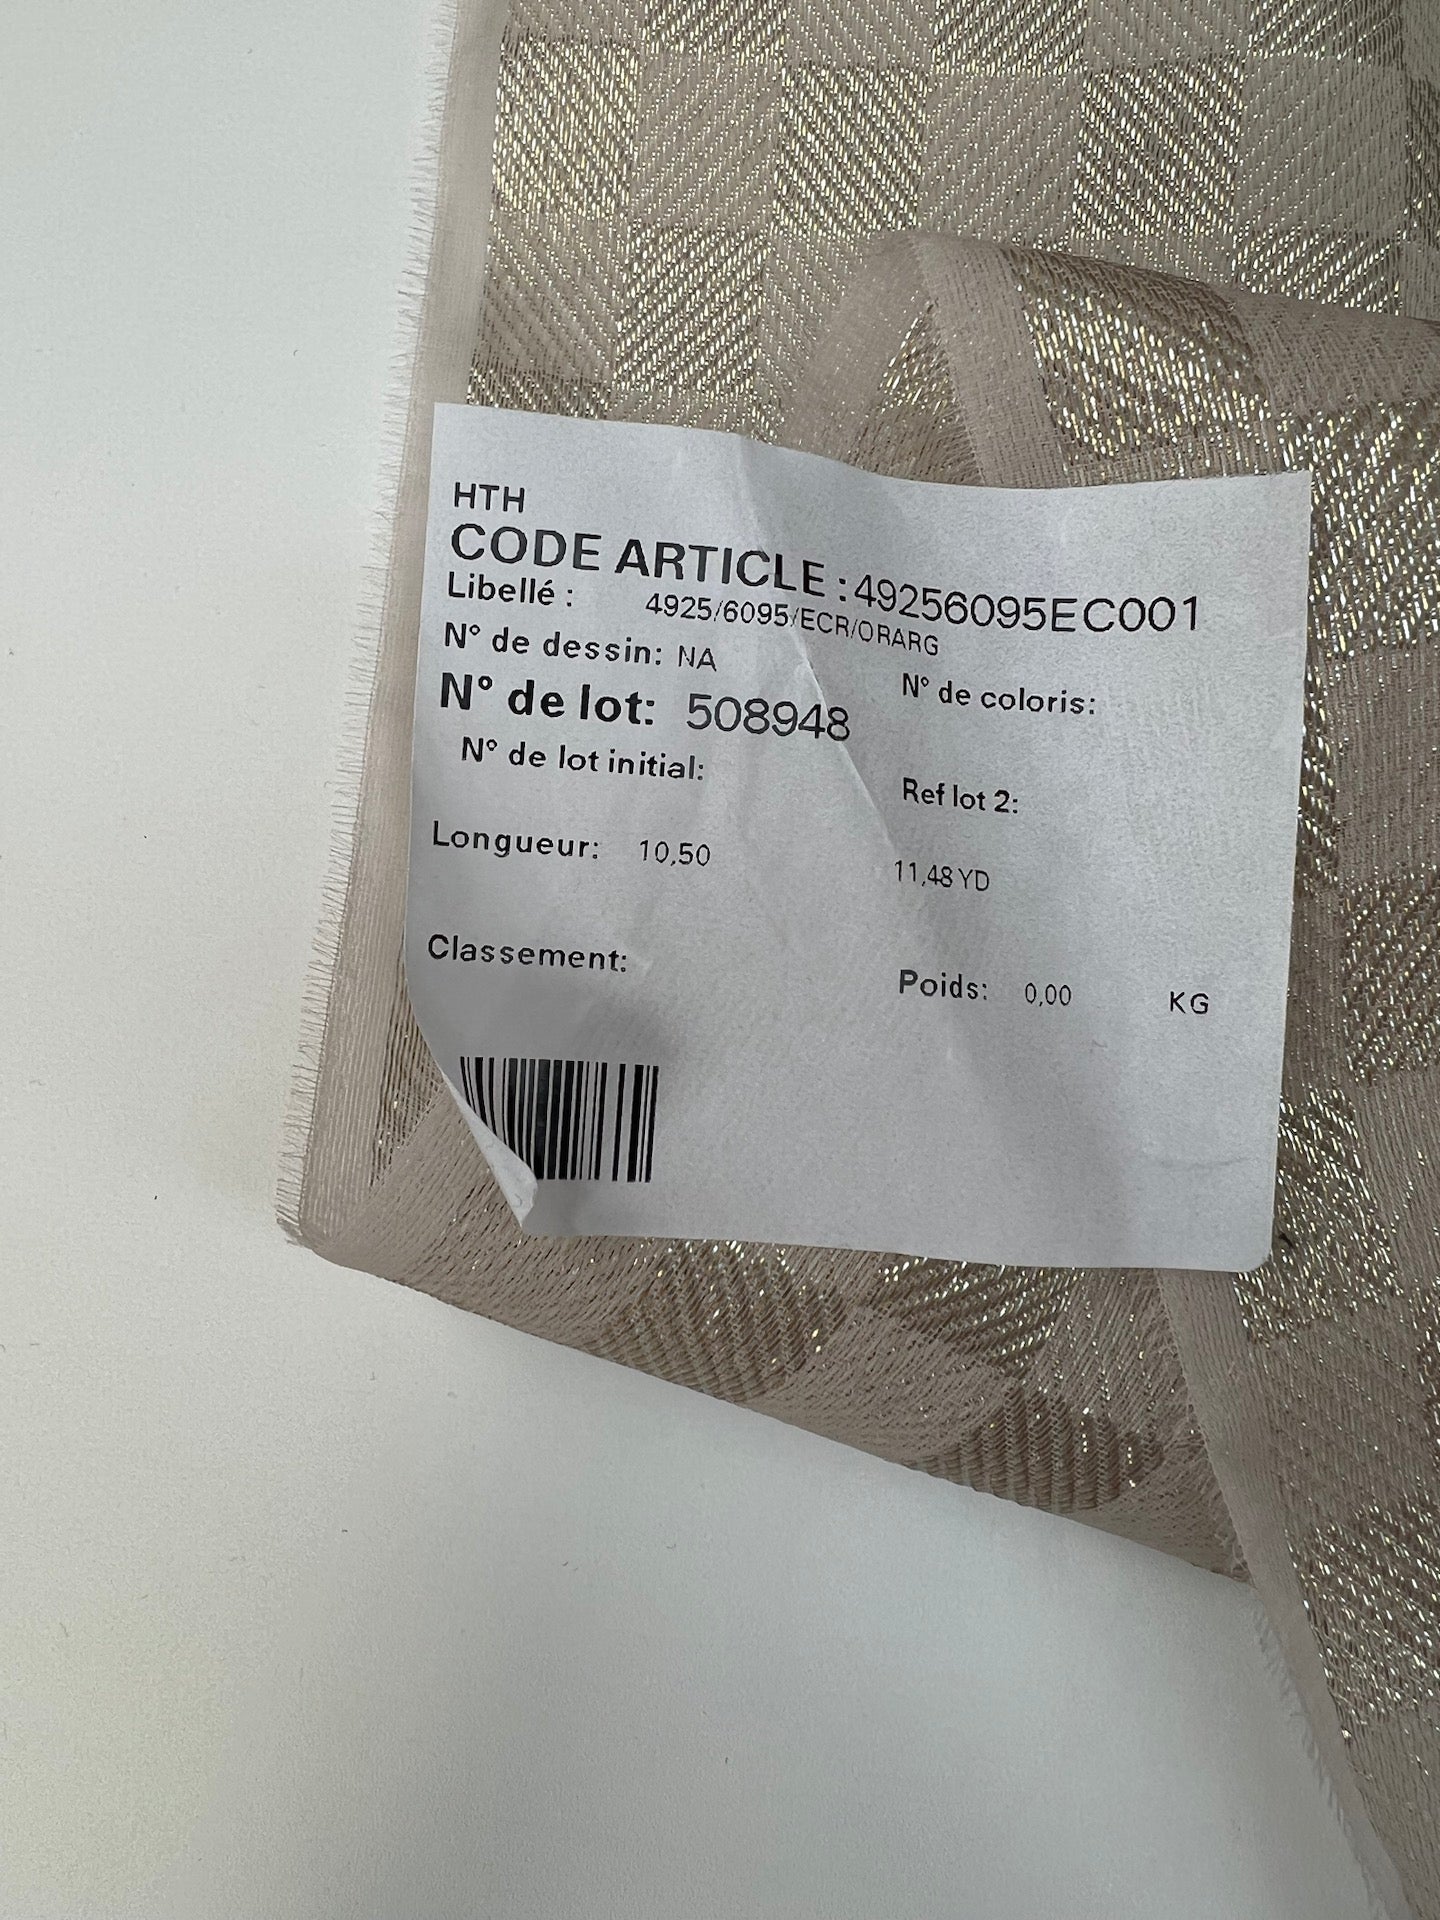 HTH
CODE ARTICLE : 49256095EC001
Libellé : 4925/6095/ECR/ORARG
N° de dessin: NA
N° de coloris:
N° de lot: 508948
N° de lot initial:
Ref lot 2:
Longueur: 10,50 11,48 YD
Classement:
Poids: 0,00 KG